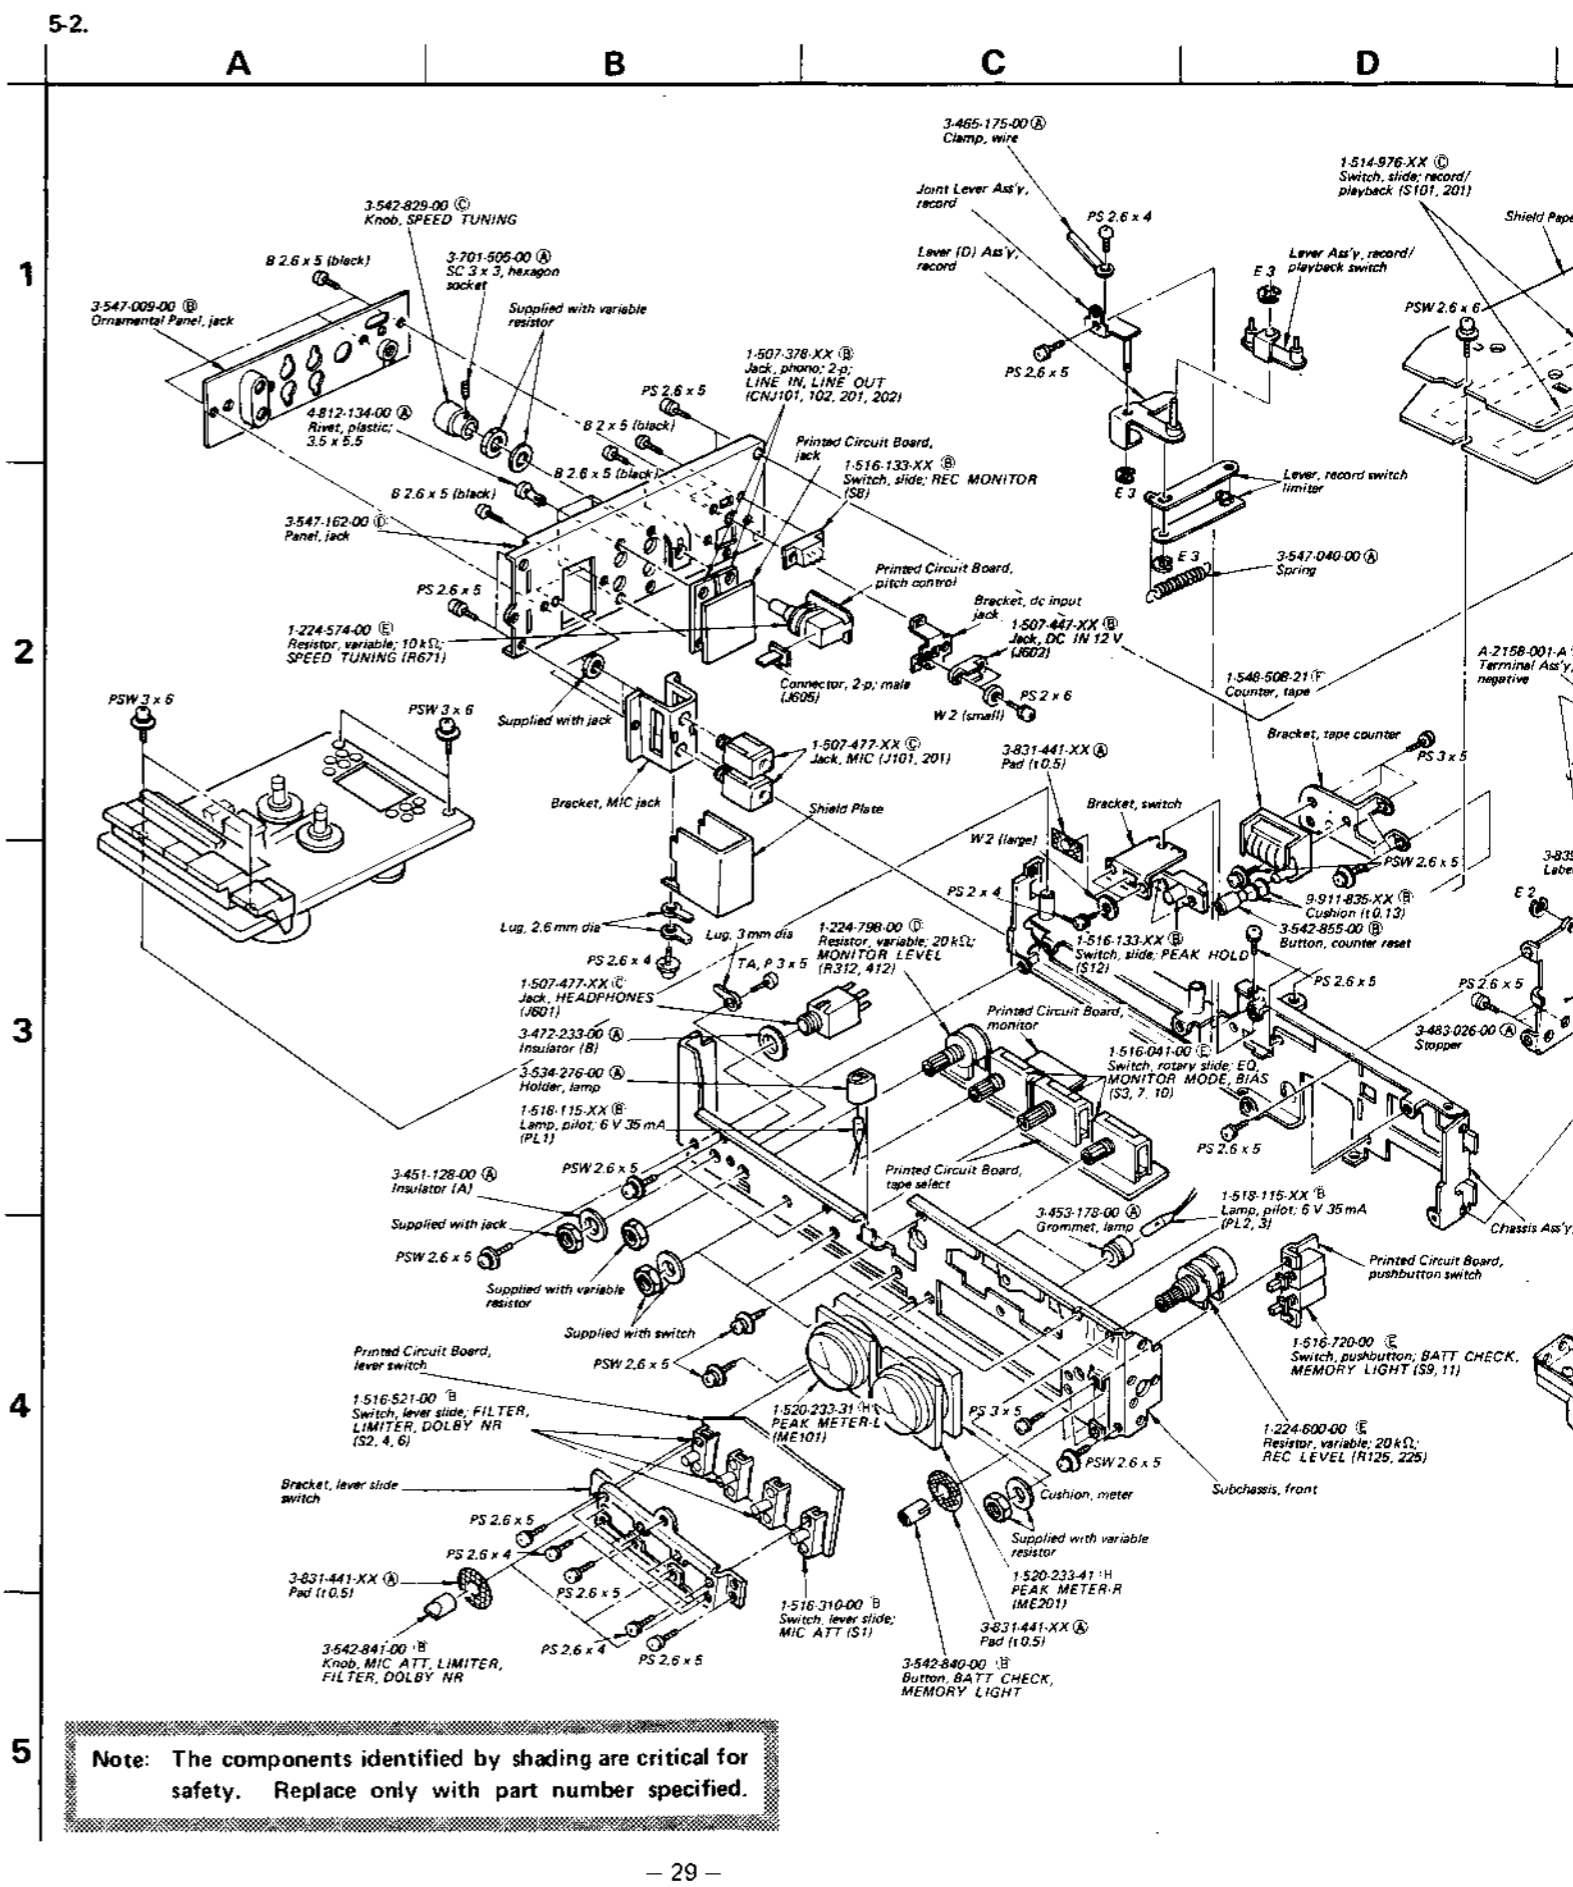 5-2.
A
B
C
D
1
2
3
4
5
3-465-175-00 Ⓐ
Clamp, wire
Joint Lever Ass'y,
record
PS 2.6 x 4
Lever (D) Ass'y,
record
PS 2.6 x 5
E 3
Lever Ass'y, record/
playback switch
1-514-976-XX Ⓒ
Switch, slide; record/
playback (S101, 201)
Shield Pape
PSW 2.6 x 6
3-542-829-00 Ⓒ
Knob, SPEED TUNING
B 2.6 x 5 (black)
3-701-505-00 Ⓐ
SC 3 x 3, hexagon
socket
3-547-009-00 Ⓑ
Ornamental Panel, jack
Supplied with variable
resistor
1-507-378-XX Ⓑ
Jack, phono; 2-p;
LINE IN, LINE OUT
(CNJ101, 102, 201, 202)
PS 2.6 x 5
4-812-134-00 Ⓐ
Rivet, plastic;
3.5 x 5.5
B 2 x 5 (black)
B 2.6 x 5 (black)
Printed Circuit Board,
jack
1-516-133-XX Ⓑ
Switch, slide; REC MONITOR
(S8)
B 2.6 x 5 (black)
3-547-162-00 Ⓓ
Panel, jack
E 3
Lever, record switch
limiter
E 3
3-547-040-00 Ⓐ
Spring
Printed Circuit Board,
pitch control
PS 2.6 x 5
Bracket, dc input
jack
1-507-447-XX Ⓑ
Jack, DC IN 12 V
(J602)
1-224-574-00 Ⓔ
Resistor, variable; 10 kΩ;
SPEED TUNING (R671)
Connector, 2-p; male
(J605)
W 2 (small)
PS 2 x 6
A-2158-001-A
Terminal Ass'y,
negative
1-548-508-21 Ⓕ
Counter, tape
PSW 3 x 6
PSW 3 x 6
Supplied with jack
1-507-477-XX Ⓒ
Jack, MIC (J101, 201)
3-831-441-XX Ⓐ
Pad (t 0.5)
Bracket, tape counter
PS 3 x 5
Bracket, MIC jack
Shield Plate
Bracket, switch
W 2 (large)
PSW 2.6 x 5
3-835
Label
PS 2 x 4
E 2
9-911-835-XX Ⓑ
Cushion (t 0.13)
3-542-855-00 Ⓑ
Button, counter reset
Lug, 2.6 mm dia
Lug, 3 mm dia
1-224-798-00 Ⓓ
Resistor, variable; 20 kΩ;
MONITOR LEVEL
(R312, 412)
1-516-133-XX Ⓑ
Switch, slide; PEAK HOLD
(S12)
PS 2.6 x 4
TA, P 3 x 5
PS 2.6 x 5
PS 2.6 x 5
1-507-477-XX Ⓒ
Jack, HEADPHONES
(J601)
3-472-233-00 Ⓐ
Insulator (B)
Printed Circuit Board,
monitor
3-483-026-00 Ⓐ
Stopper
1-516-041-00 Ⓔ
Switch, rotary slide; EQ,
MONITOR MODE, BIAS
(S3, 7, 10)
3-534-276-00 Ⓐ
Holder, lamp
1-518-115-XX Ⓑ
Lamp, pilot; 6 V 35 mA
(PL1)
PS 2.6 x 5
PSW 2.6 x 5
Printed Circuit Board,
tape select
3-451-128-00 Ⓐ
Insulator (A)
1-518-115-XX Ⓑ
Lamp, pilot; 6 V 35 mA
(PL2, 3)
3-453-178-00 Ⓐ
Grommet, lamp
Supplied with jack
Chassis Ass'y,
PSW 2.6 x 5
Printed Circuit Board,
pushbutton switch
Supplied with variable
resistor
Supplied with switch
Printed Circuit Board,
lever switch
PSW 2.6 x 5
1-516-720-00 Ⓔ
Switch, pushbutton; BATT CHECK,
MEMORY LIGHT (S9, 11)
1-516-521-00 Ⓑ
Switch, lever slide; FILTER,
LIMITER, DOLBY NR
(S2, 4, 6)
1-520-233-31 Ⓗ
PEAK METER-L
(ME101)
PS 3 x 5
1-224-600-00 Ⓔ
Resistor, variable; 20 kΩ;
REC LEVEL (R125, 225)
PSW 2.6 x 5
Bracket, lever slide
switch
Cushion, meter
Subchassis, front
PS 2.6 x 5
Supplied with variable
resistor
PS 2.6 x 4
3-831-441-XX Ⓐ
Pad (t 0.5)
PS 2.6 x 5
1-520-233-41 Ⓗ
PEAK METER-R
(ME201)
1-516-310-00 Ⓑ
Switch, lever slide;
MIC ATT (S1)
3-831-441-XX Ⓐ
Pad (t 0.5)
3-542-841-00 Ⓑ
Knob, MIC ATT, LIMITER,
FILTER, DOLBY NR
PS 2.6 x 4
PS 2.6 x 5
3-542-840-00 Ⓑ
Button, BATT CHECK,
MEMORY LIGHT
Note: The components identified by shading are critical for
safety. Replace only with part number specified.
— 29 —